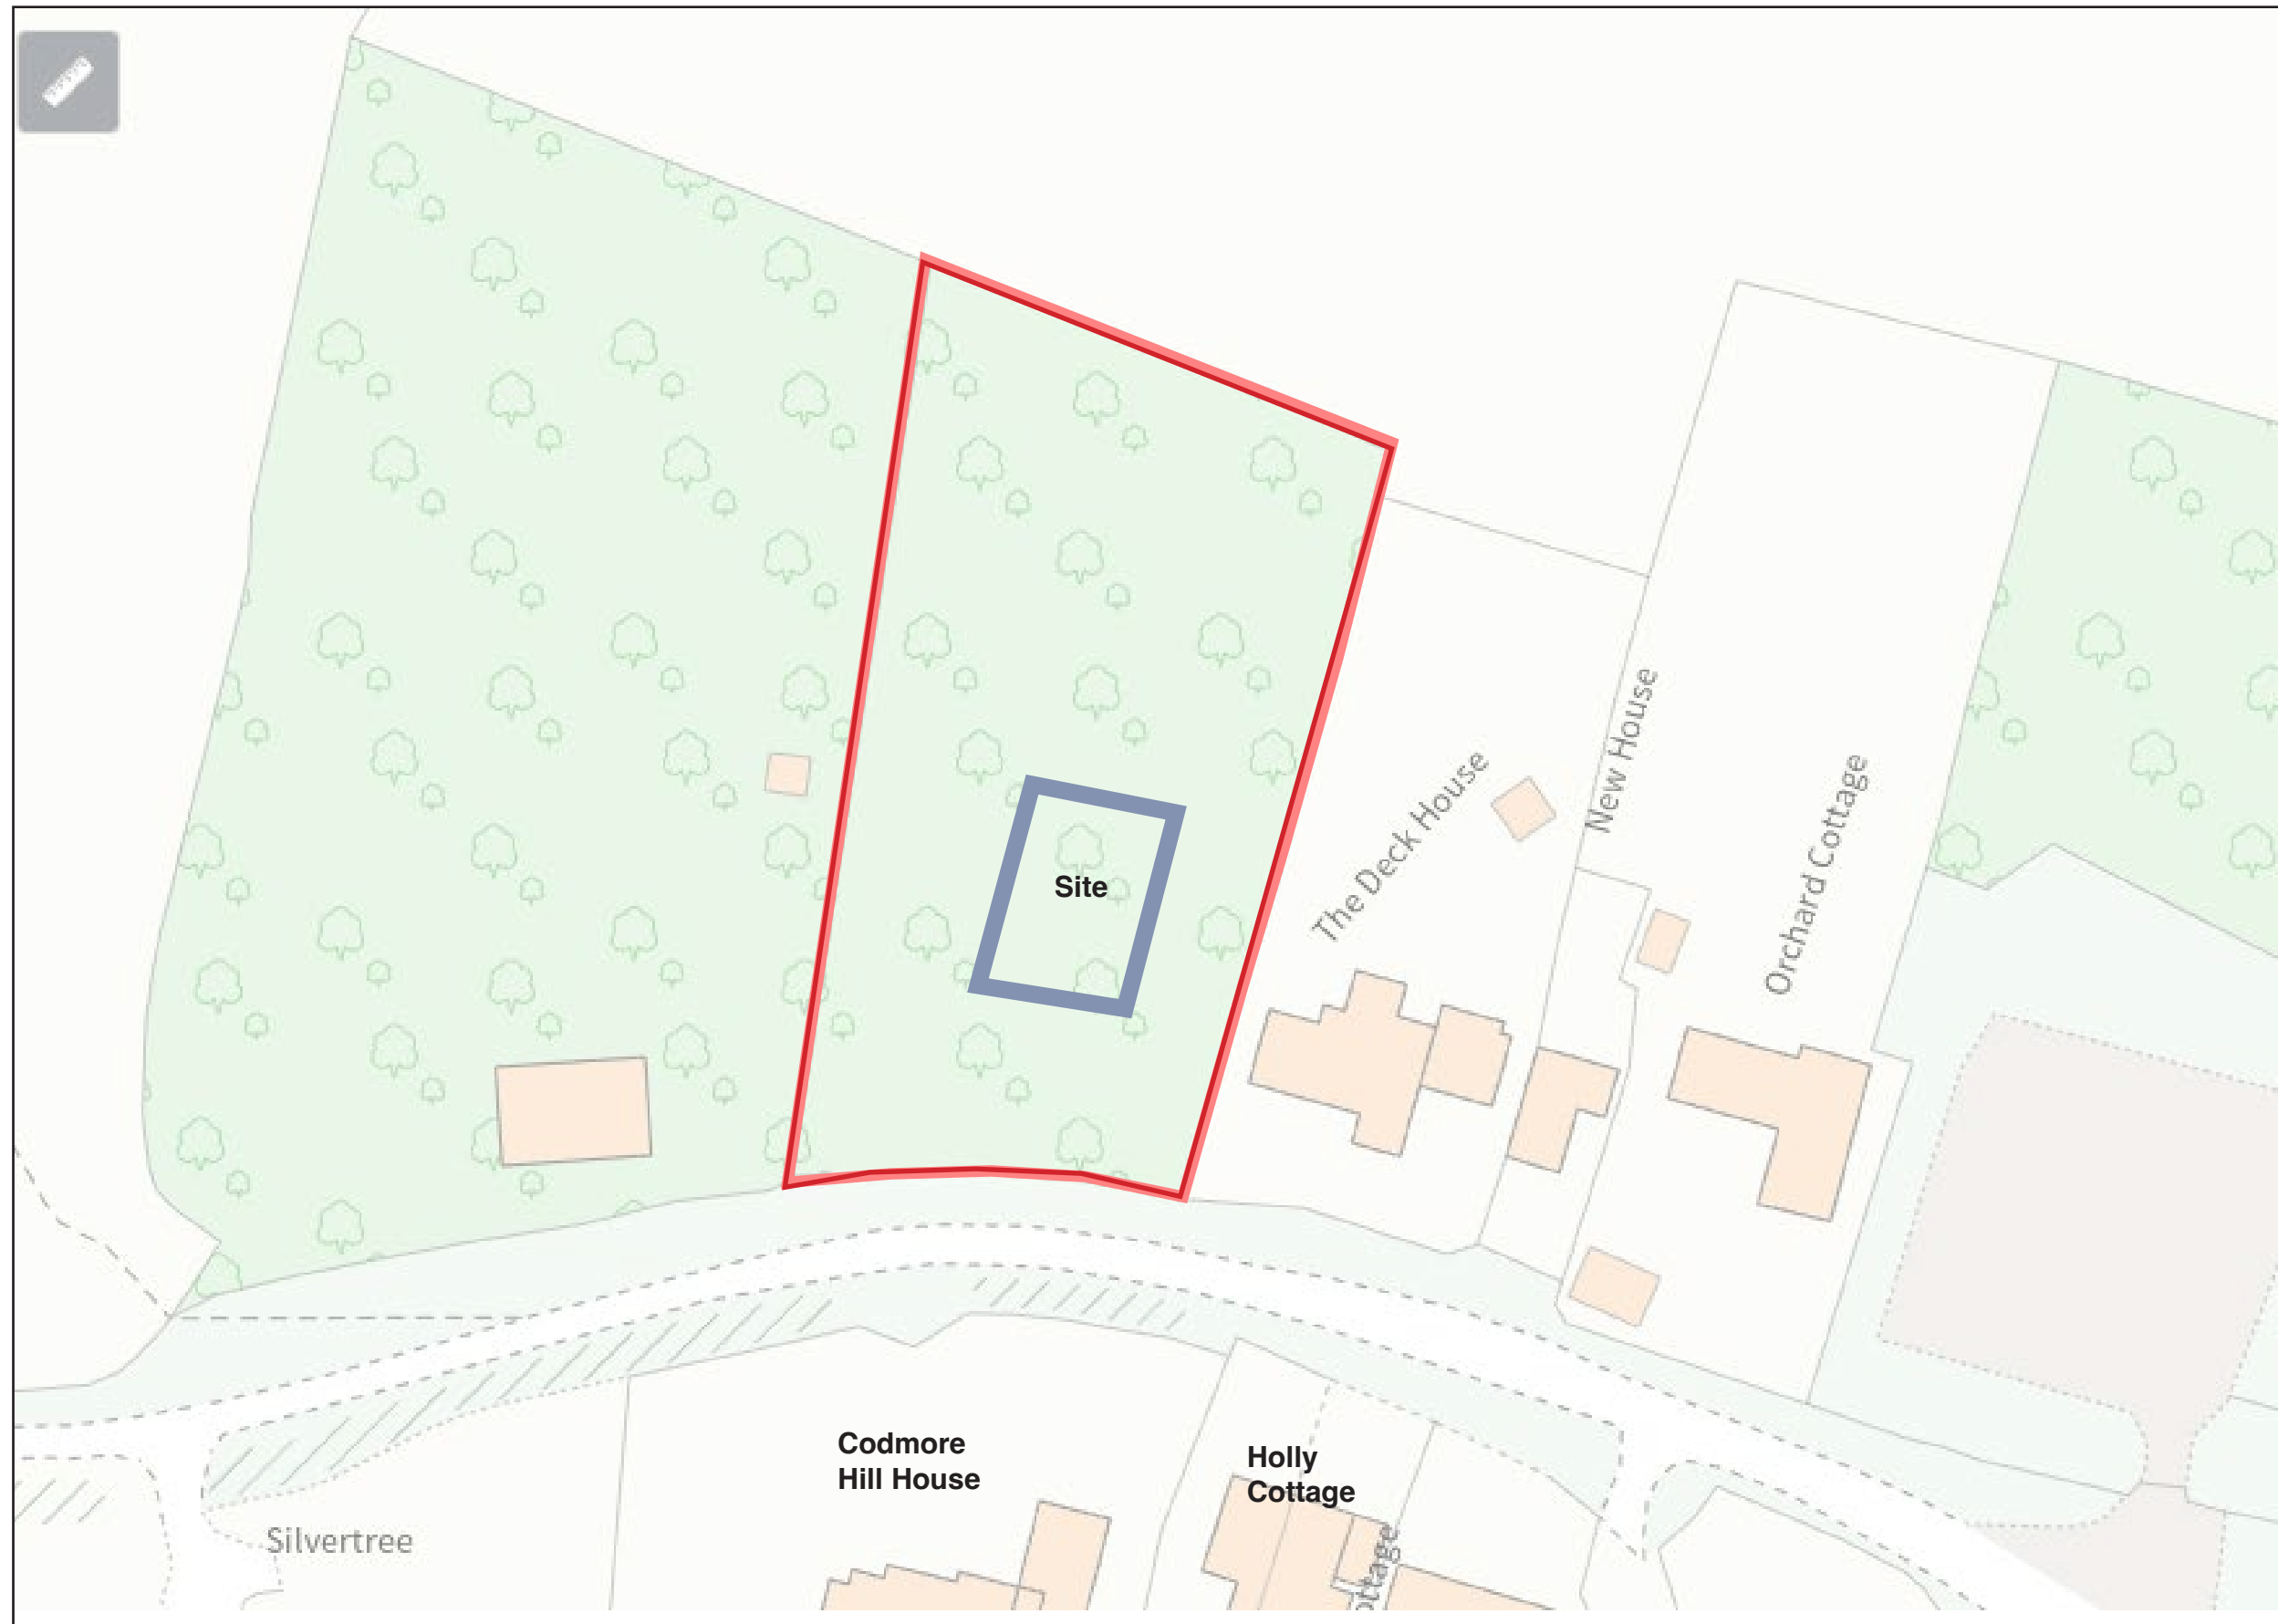 New House
The Deck House
Orchard Cottage
Site
Codmore
Hill House
Holly
Cottage
Silvertree